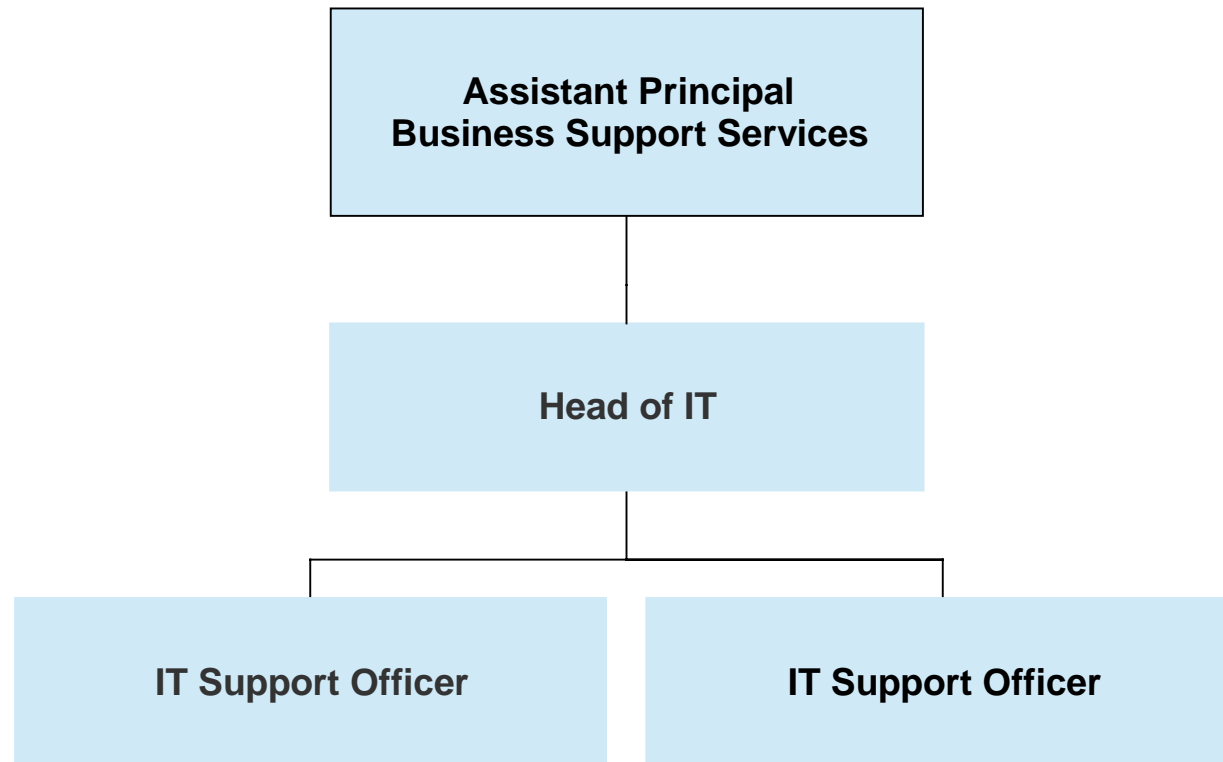 Assistant Principal
Business Support Services
Head of IT
IT Support Officer
IT Support Officer